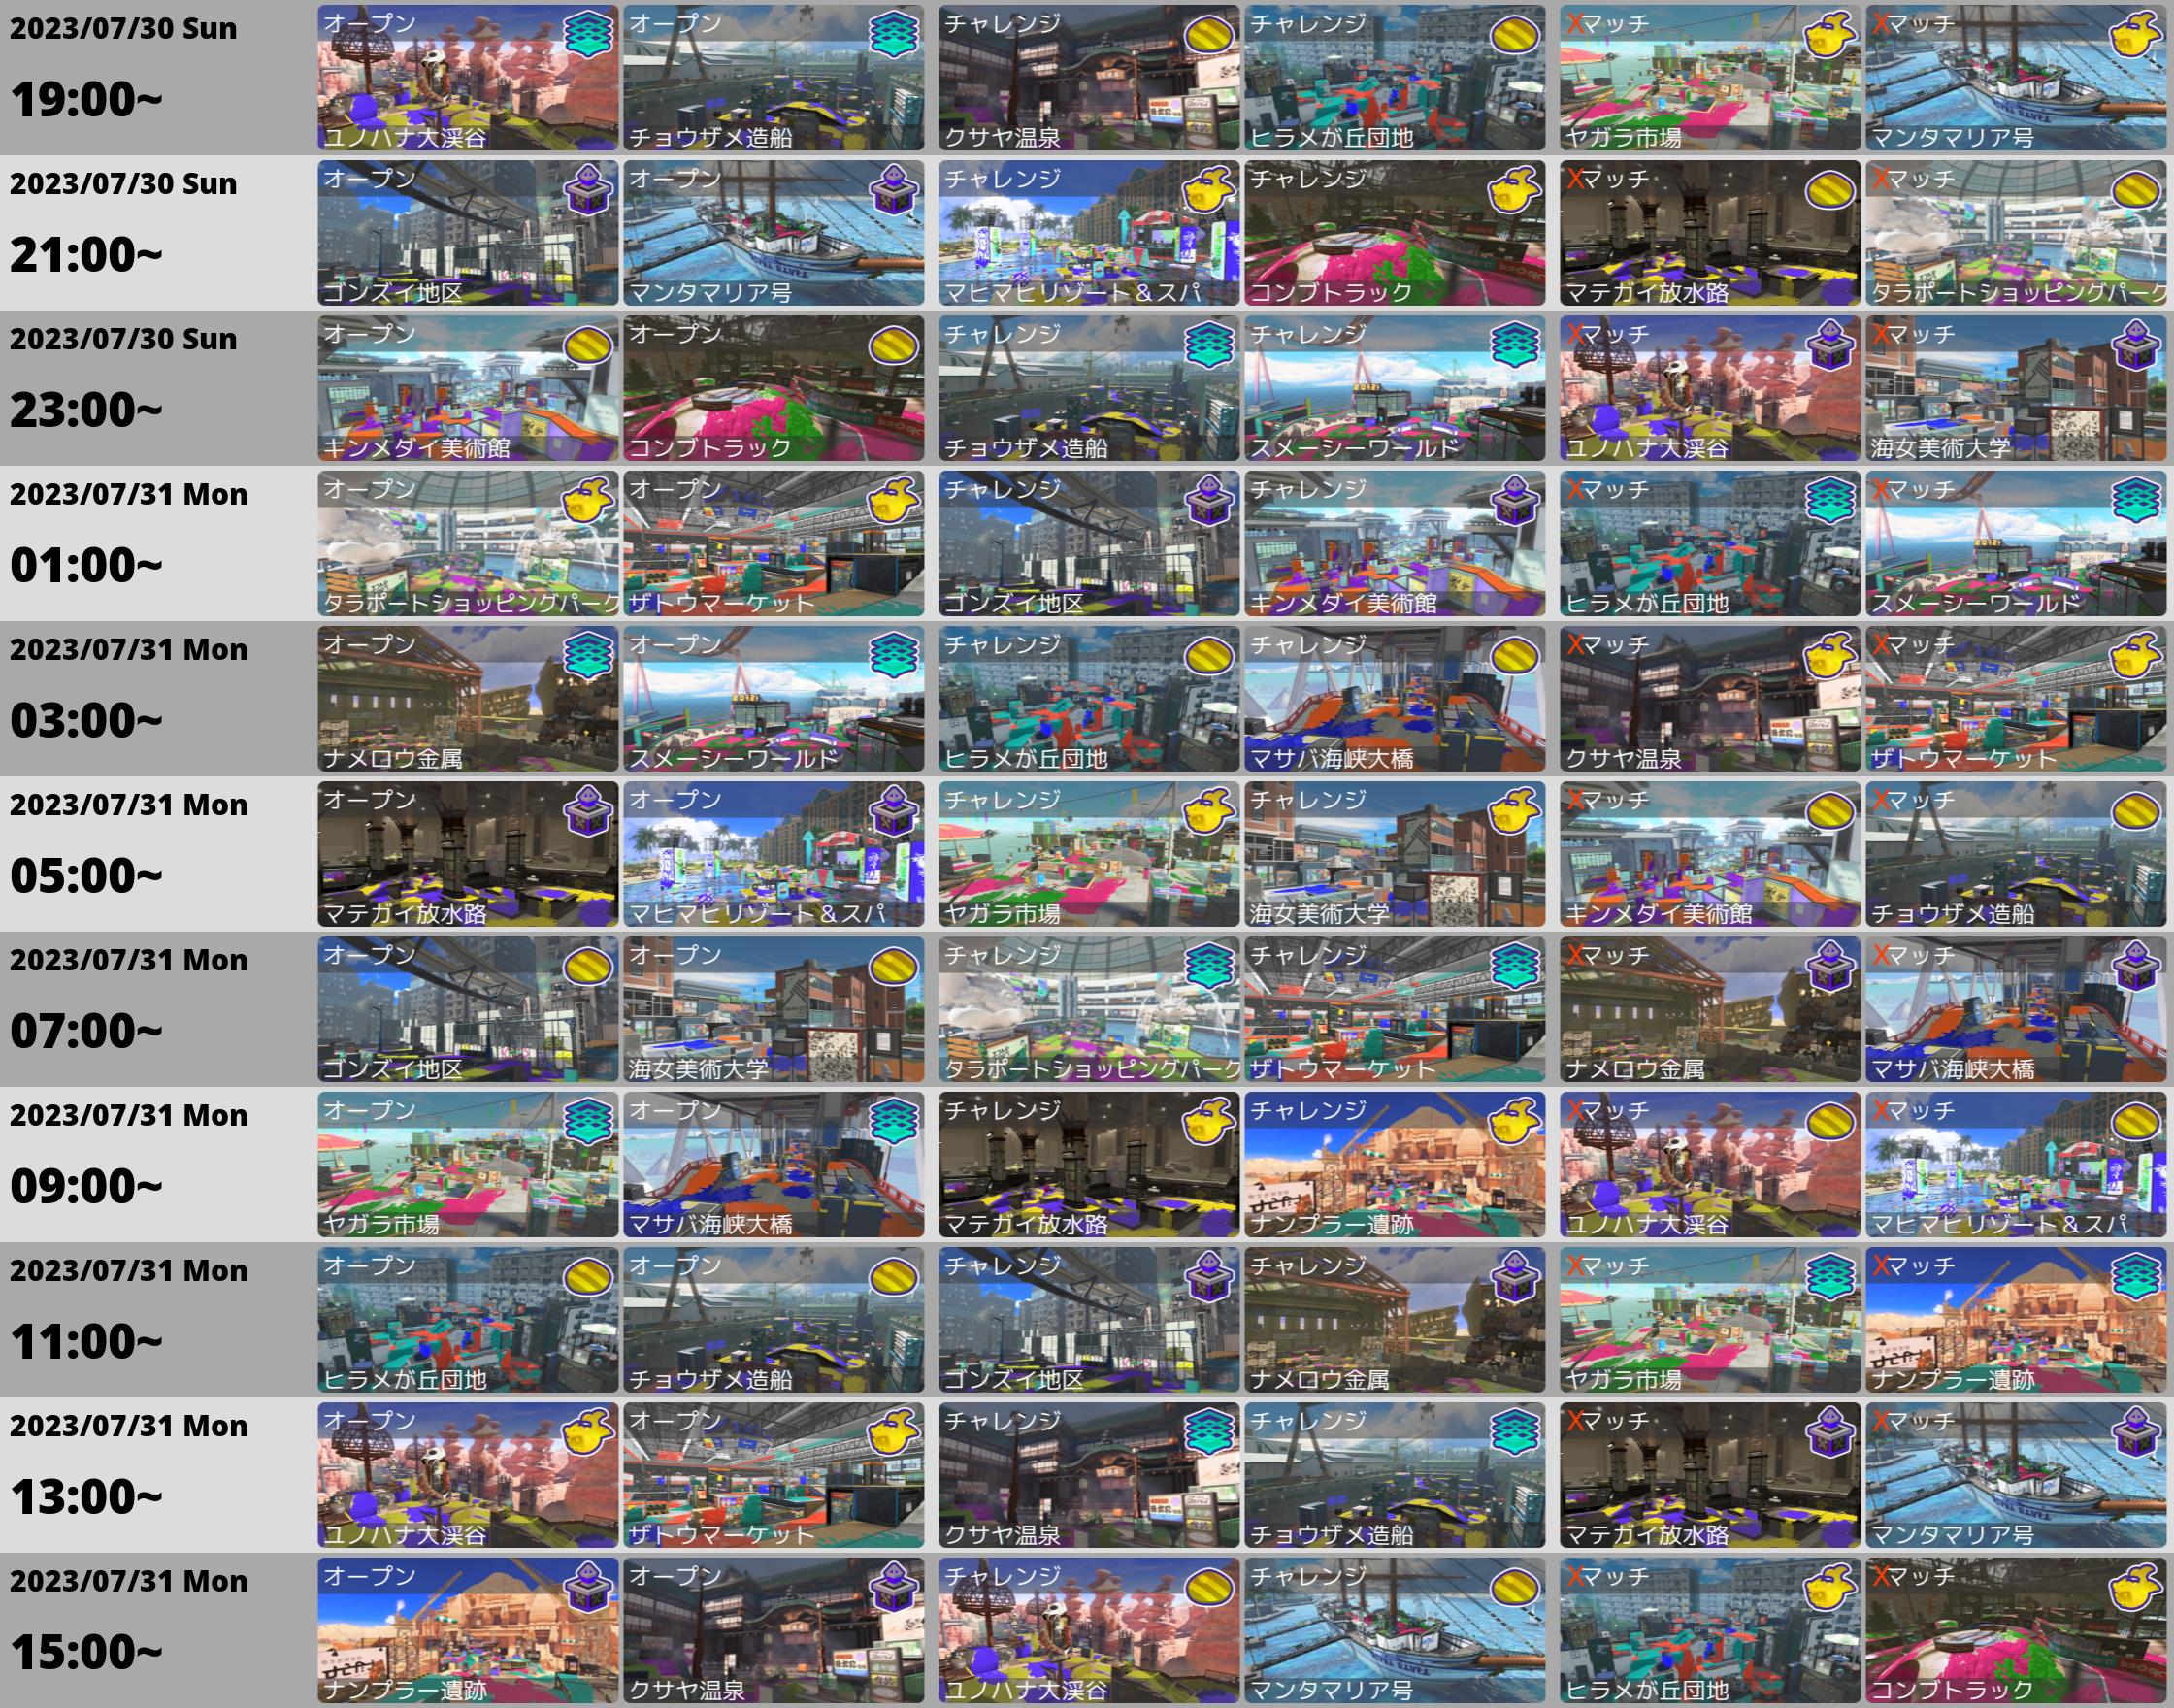 2023/07/30 Sun
19:00~
オープン オープン チャレンジ チャレンジ Xマッチ Xマッチ
ユノハナ大渓谷 チョウザメ造船 クサヤ温泉 ヒラメが丘団地 ヤガラ市場 マンタマリア号
2023/07/30 Sun
21:00~
オープン オープン チャレンジ チャレンジ Xマッチ Xマッチ
ゴンズイ地区 マンタマリア号 マヒマヒリゾート&スパ コンブトラック マテガイ放水路 タラポートショッピングパーク
2023/07/30 Sun
23:00~
オープン オープン チャレンジ チャレンジ Xマッチ Xマッチ
キンメダイ美術館 コンブトラック チョウザメ造船 スメーシーワールド ユノハナ大渓谷 海女美術大学
2023/07/31 Mon
01:00~
オープン オープン チャレンジ チャレンジ Xマッチ Xマッチ
タラポートショッピングパーク ザトウマーケット ゴンズイ地区 キンメダイ美術館 ヒラメが丘団地 スメーシーワールド
2023/07/31 Mon
03:00~
オープン オープン チャレンジ チャレンジ Xマッチ Xマッチ
ナメロウ金属 スメーシーワールド ヒラメが丘団地 マサバ海峡大橋 クサヤ温泉 ザトウマーケット
2023/07/31 Mon
05:00~
オープン オープン チャレンジ チャレンジ Xマッチ Xマッチ
マテガイ放水路 マヒマヒリゾート&スパ ヤガラ市場 海女美術大学 キンメダイ美術館 チョウザメ造船
2023/07/31 Mon
07:00~
オープン オープン チャレンジ チャレンジ Xマッチ Xマッチ
ゴンズイ地区 海女美術大学 タラポートショッピングパーク ザトウマーケット ナメロウ金属 マサバ海峡大橋
2023/07/31 Mon
09:00~
オープン オープン チャレンジ チャレンジ Xマッチ Xマッチ
ヤガラ市場 マサバ海峡大橋 マテガイ放水路 ナンプラー遺跡 ユノハナ大渓谷 マヒマヒリゾート&スパ
2023/07/31 Mon
11:00~
オープン オープン チャレンジ チャレンジ Xマッチ Xマッチ
ヒラメが丘団地 チョウザメ造船 ゴンズイ地区 ナメロウ金属 ヤガラ市場 ナンプラー遺跡
2023/07/31 Mon
13:00~
オープン オープン チャレンジ チャレンジ Xマッチ Xマッチ
ユノハナ大渓谷 ザトウマーケット クサヤ温泉 チョウザメ造船 マテガイ放水路 マンタマリア号
2023/07/31 Mon
15:00~
オープン オープン チャレンジ チャレンジ Xマッチ Xマッチ
ナンプラー遺跡 クサヤ温泉 ユノハナ大渓谷 マンタマリア号 ヒラメが丘団地 コンブトラック